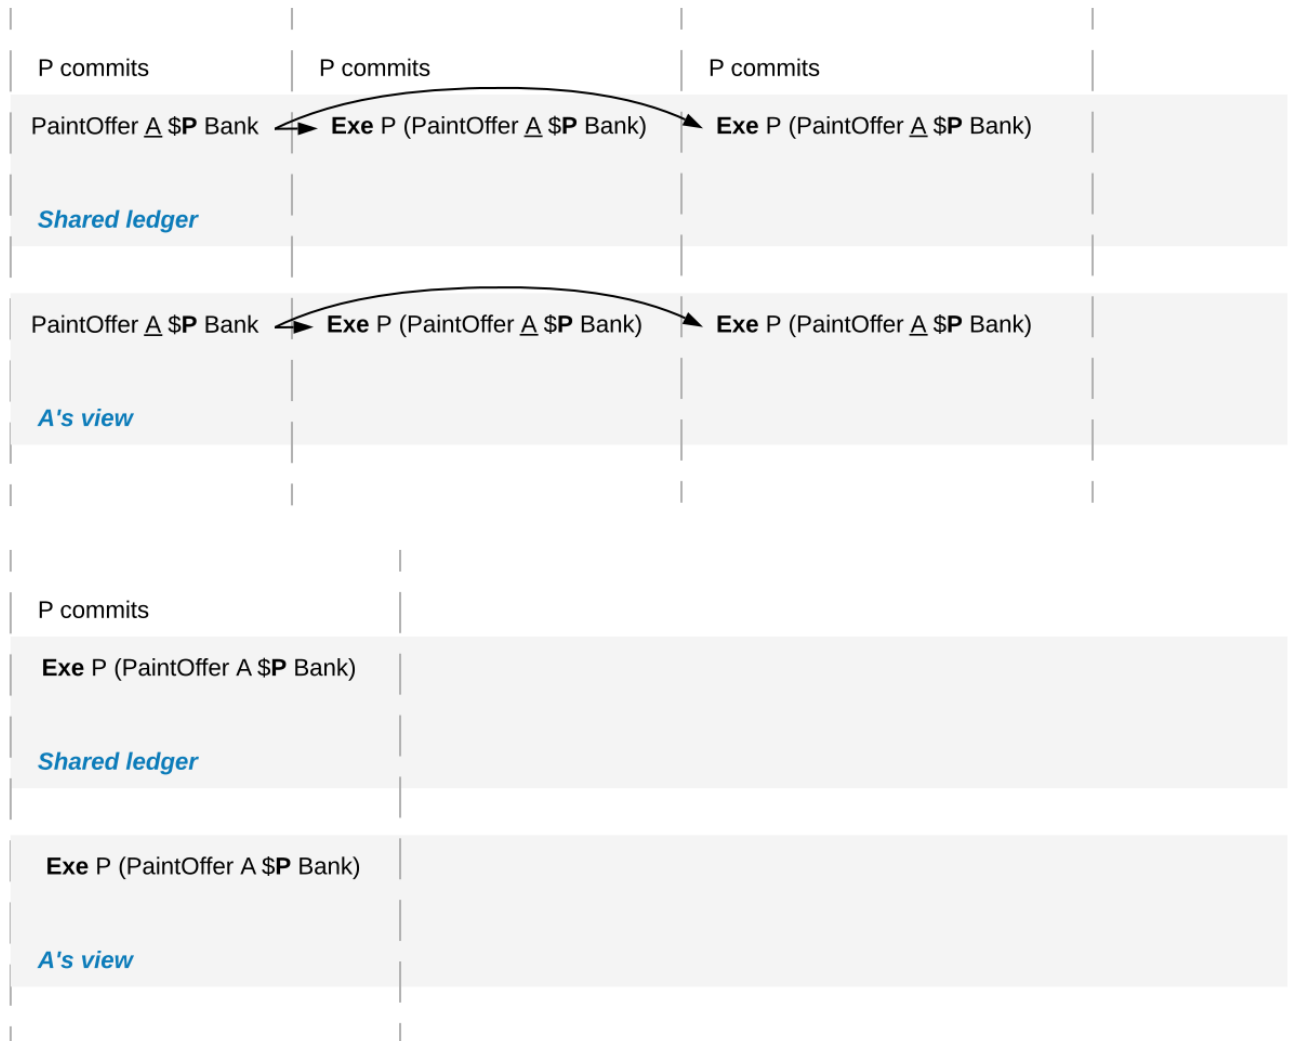 P commits P commits P commits
PaintOffer A $P Bank Exe P (PaintOffer A $P Bank) Exe P (PaintOffer A $P Bank)
Shared ledger
PaintOffer A $P Bank Exe P (PaintOffer A $P Bank) Exe P (PaintOffer A $P Bank)
A's view
P commits
Exe P (PaintOffer A $P Bank)
Shared ledger
Exe P (PaintOffer A $P Bank)
A's view